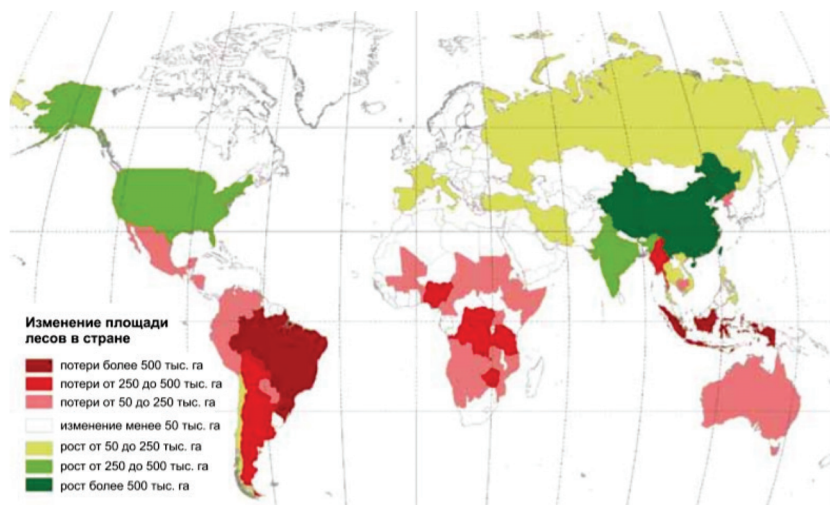 Изменение площади
лесов в стране
потери более 500 тыс. га
потери от 250 до 500 тыс. га
потери от 50 до 250 тыс. га
изменение менее 50 тыс. га
рост от 50 до 250 тыс. га
рост от 250 до 500 тыс. га
рост более 500 тыс. га